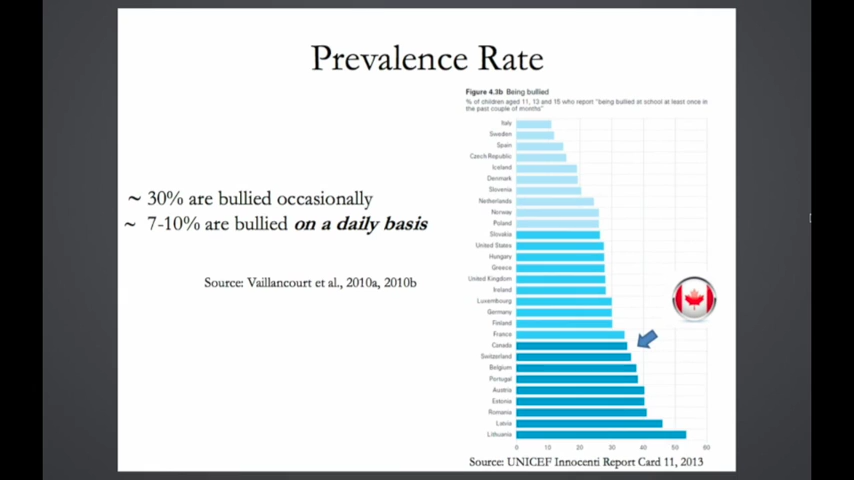 Prevalence Rate
Figure 4.3b Being bullied
% of children aged 11, 13 and 15 who report "being bullied at school at least once in
the past couple of months"
Italy
Sweden
Spain
Czech Republic
Iceland
Denmark
Slovenia
Netherlands
Norway
Poland
Slovakia
United States
Hungary
Greece
United Kingdom
Ireland
Luxembourg
Germany
Finland
France
Canada
Switzerland
Belgium
Portugal
Austria
Estonia
Romania
Latvia
Lithuania
0 10 20 30 40 50 60
~ 30% are bullied occasionally
~ 7-10% are bullied on a daily basis
Source: Vaillancourt et al., 2010a, 2010b
Source: UNICEF Innocenti Report Card 11, 2013